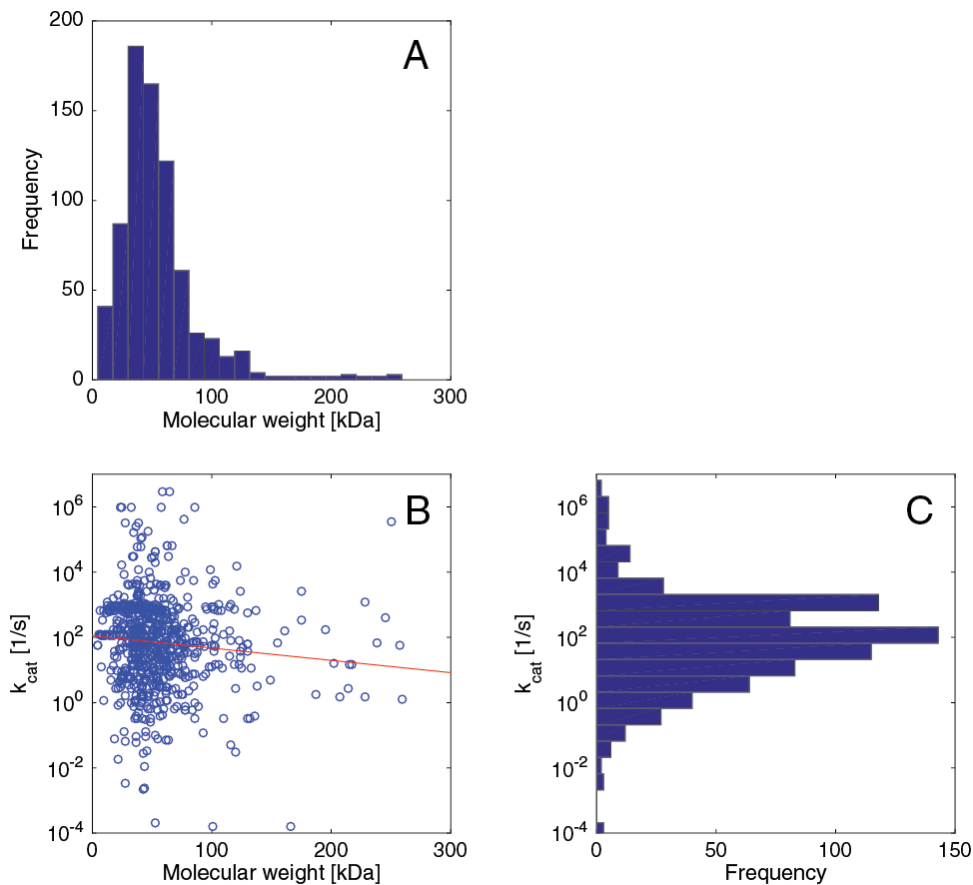 A
200
150
100
50
0
Frequency
0 100 200 300
Molecular weight [kDa]
B
10^6
10^4
10^2
10^0
10^-2
10^-4
k_cat [1/s]
0 100 200 300
Molecular weight [kDa]
C
10^6
10^4
10^2
10^0
10^-2
10^-4
k_cat [1/s]
0 50 100 150
Frequency